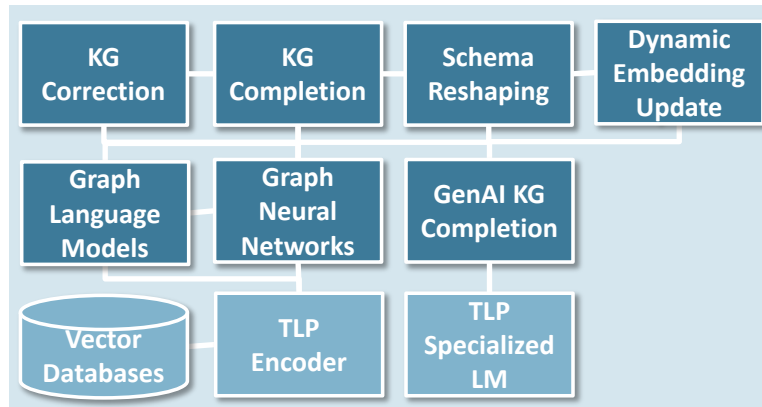 KG
Correction
KG
Completion
Schema
Reshaping
Dynamic
Embedding
Update
Graph
Language
Models
Graph
Neural
Networks
GenAI KG
Completion
Vector
Databases
TLP
Encoder
TLP
Specialized
LM